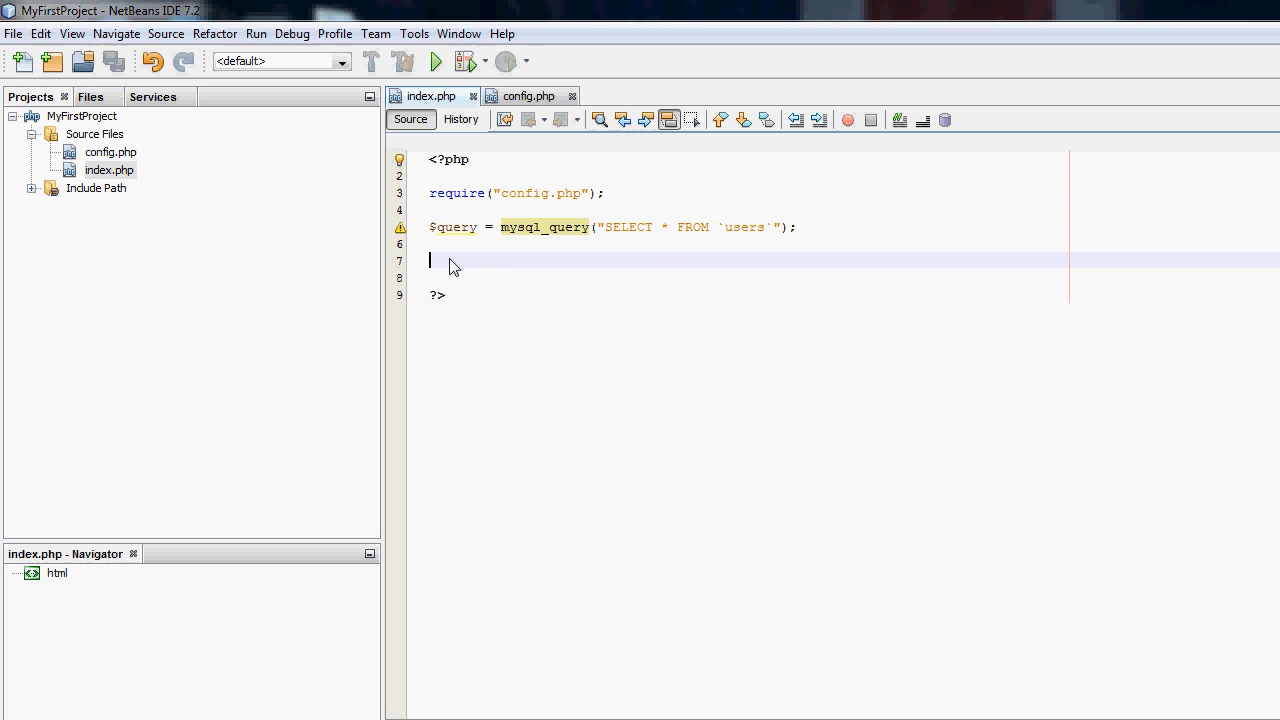 MyFirstProject - NetBeans IDE 7.2
File Edit View Navigate Source Refactor Run Debug Profile Team Tools Window Help
<default>
Projects Files Services
MyFirstProject
Source Files
config.php
index.php
Include Path
index.php - Navigator
html
index.php config.php
Source History
<?php
2
3 require("config.php");
4
$query = mysql_query("SELECT * FROM `users`");
6
7
8
9 ?>